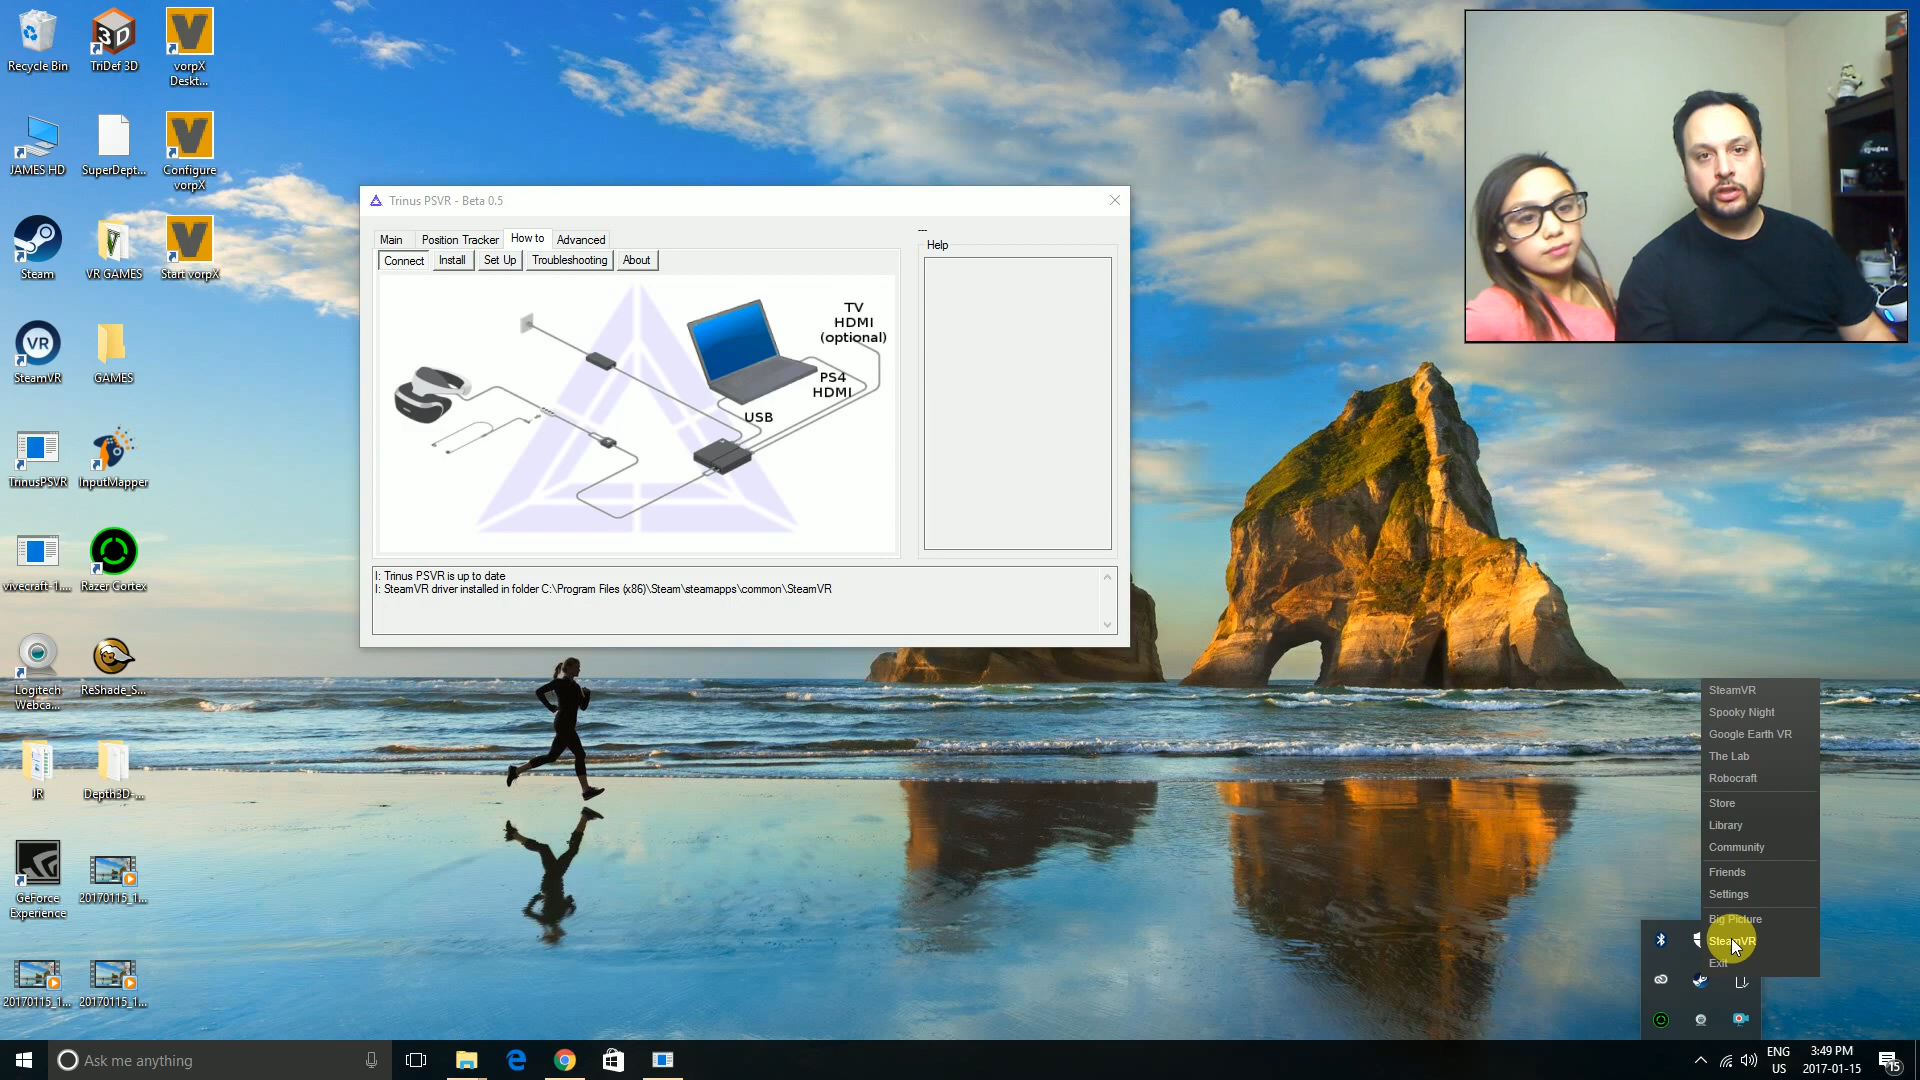 Recycle Bin
TriDef 3D
vorpX
Deskt...
JAMES HD
SuperDept...
Configure
vorpX
Steam
VR GAMES
Start vorpX
VR
SteamVR
GAMES
TrinusPSVR
InputMapper
vivecraft-1....
Razer Cortex
Logitech
Webca...
ReShade_S...
JR
Depth3D-...
GeForce
Experience
20170115_1...
20170115_1...
20170115_1...
Trinus PSVR - Beta 0.5
Main
Position Tracker
How to
Advanced
Connect
Install
Set Up
Troubleshooting
About
---
Help
TV
HDMI
(optional)
PS4
HDMI
USB
I: Trinus PSVR is up to date
I: SteamVR driver installed in folder C:\Program Files (x86)\Steam\steamapps\common\SteamVR
SteamVR
Spooky Night
Google Earth VR
The Lab
Robocraft
Store
Library
Community
Friends
Settings
Big Picture
SteamVR
Exit
Ask me anything
ENG
US
3:49 PM
2017-01-15
15